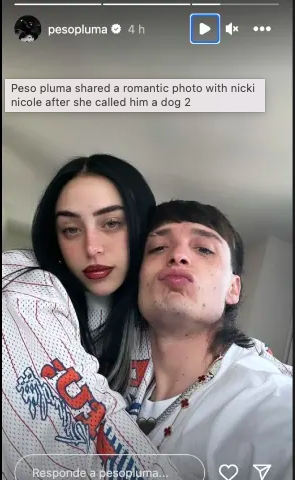 pesopluma 4 h
Peso pluma shared a romantic photo with nicki
nicole after she called him a dog 2
Responde a pesopluma...